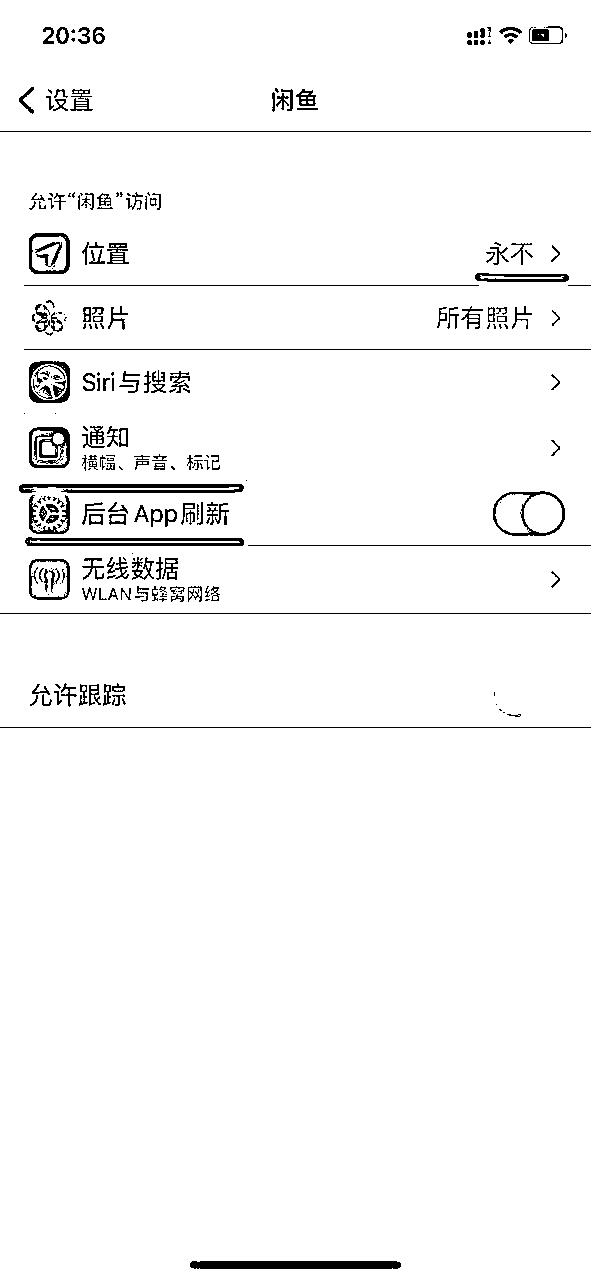 20:36
设置
闲鱼
允许“闲鱼”访问
位置
永不
照片
所有照片
Siri与搜索
通知
横幅、声音、标记
后台App刷新
无线数据
WLAN与蜂窝网络
允许跟踪